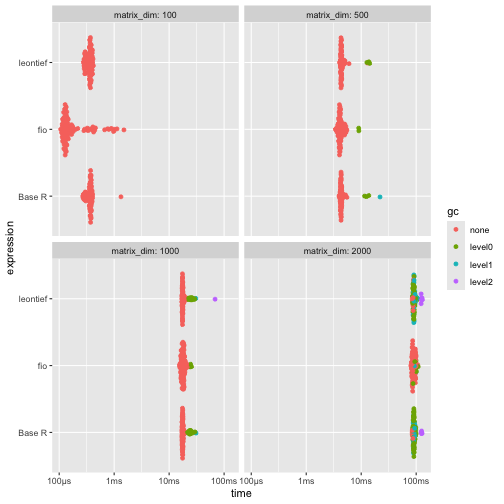 matrix_dim: 100
matrix_dim: 500
leontief
fio
Base R
matrix_dim: 1000
matrix_dim: 2000
leontief
fio
Base R
100µs
1ms
10ms
100ms
100µs
1ms
10ms
100ms
time
expression
gc
none
level0
level1
level2